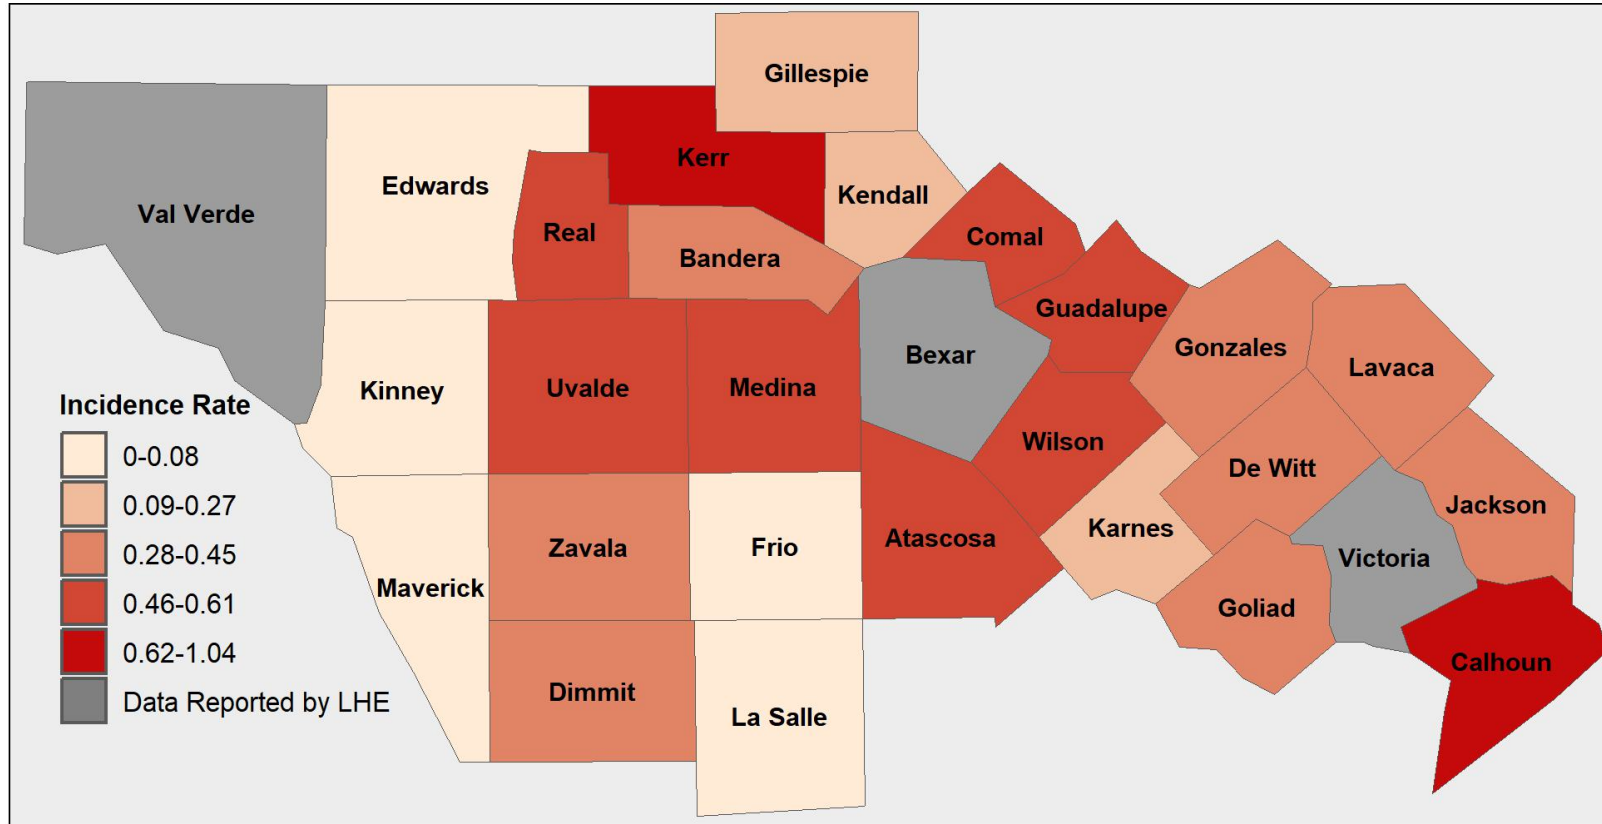 Gillespie
Kerr
Edwards
Kendall
Val Verde
Real
Comal
Bandera
Guadalupe
Gonzales
Bexar
Lavaca
Kinney
Uvalde
Medina
Incidence Rate
Wilson
0-0.08
De Witt
0.09-0.27
Jackson
Karnes
Atascosa
Zavala
Frio
0.28-0.45
Victoria
Maverick
0.46-0.61
Goliad
0.62-1.04
Calhoun
Dimmit
Data Reported by LHE
La Salle